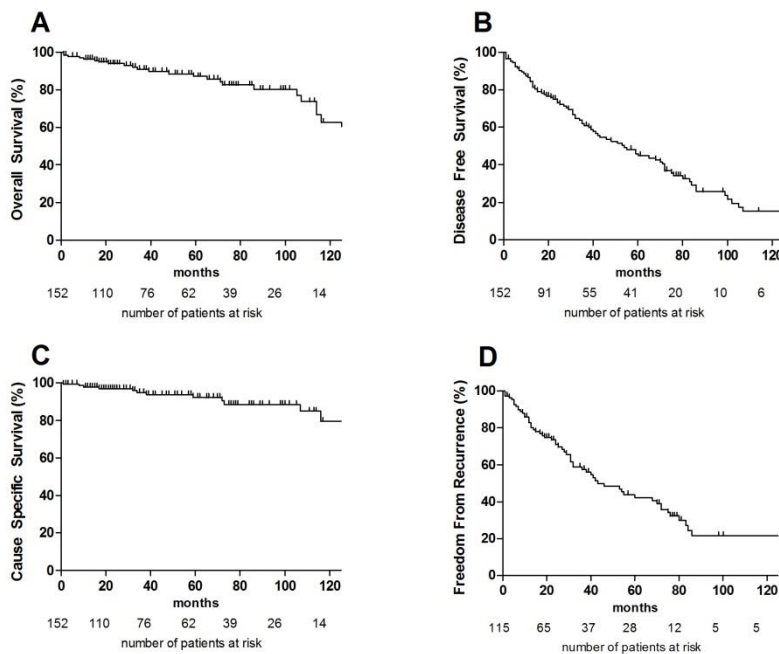 A
Overall Survival (%)
100
80
60
40
20
0
0 20 40 60 80 100 120
months
152 110 76 62 39 26 14
number of patients at risk
B
Disease Free Survival (%)
100
80
60
40
20
0
0 20 40 60 80 100 120
months
152 91 55 41 20 10 6
number of patients at risk
C
Cause Specific Survival (%)
100
80
60
40
20
0
0 20 40 60 80 100 120
months
152 110 76 62 39 26 14
number of patients at risk
D
Freedom From Recurrence (%)
100
80
60
40
20
0
0 20 40 60 80 100 120
months
115 65 37 28 12 5 5
number of patients at risk